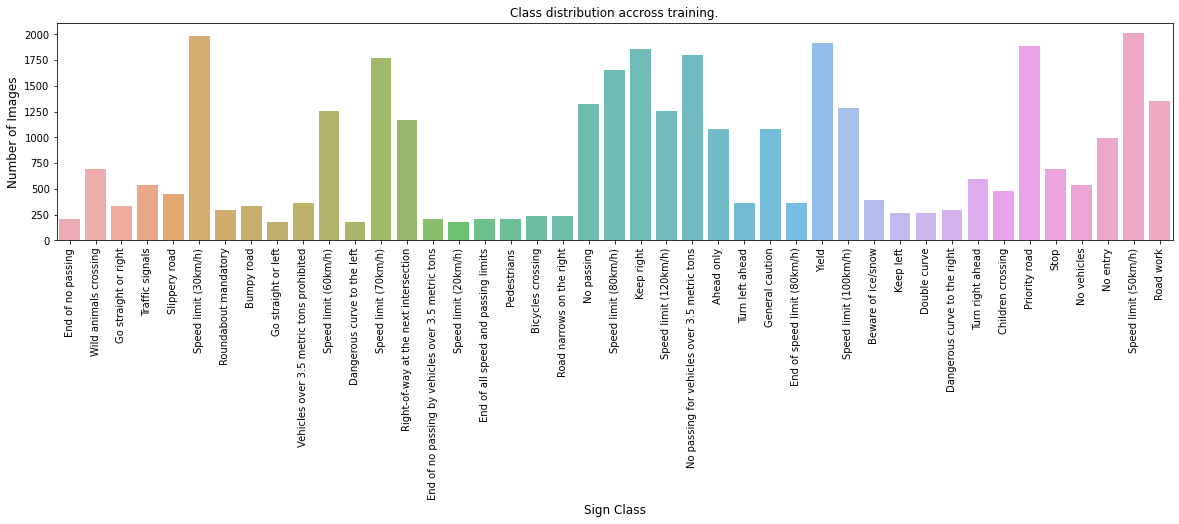 Class distribution accross training.
Number of Images
2000
1750
1500
1250
1000
750
500
250
0
End of no passing
Wild animals crossing
Go straight or right
Traffic signals
Slippery road
Speed limit (30km/h)
Roundabout mandatory
Bumpy road
Go straight or left
Vehicles over 3.5 metric tons prohibited
Speed limit (60km/h)
Dangerous curve to the left
Speed limit (70km/h)
Right-of-way at the next intersection
End of no passing by vehicles over 3.5 metric tons
Speed limit (20km/h)
End of all speed and passing limits
Pedestrians
Bicycles crossing
Road narrows on the right
No passing
Speed limit (80km/h)
Keep right
Speed limit (120km/h)
No passing for vehicles over 3.5 metric tons
Ahead only
Turn left ahead
General caution
End of speed limit (80km/h)
Yield
Speed limit (100km/h)
Beware of ice/snow
Keep left
Double curve
Dangerous curve to the right
Turn right ahead
Children crossing
Priority road
Stop
No vehicles
No entry
Speed limit (50km/h)
Road work
Sign Class